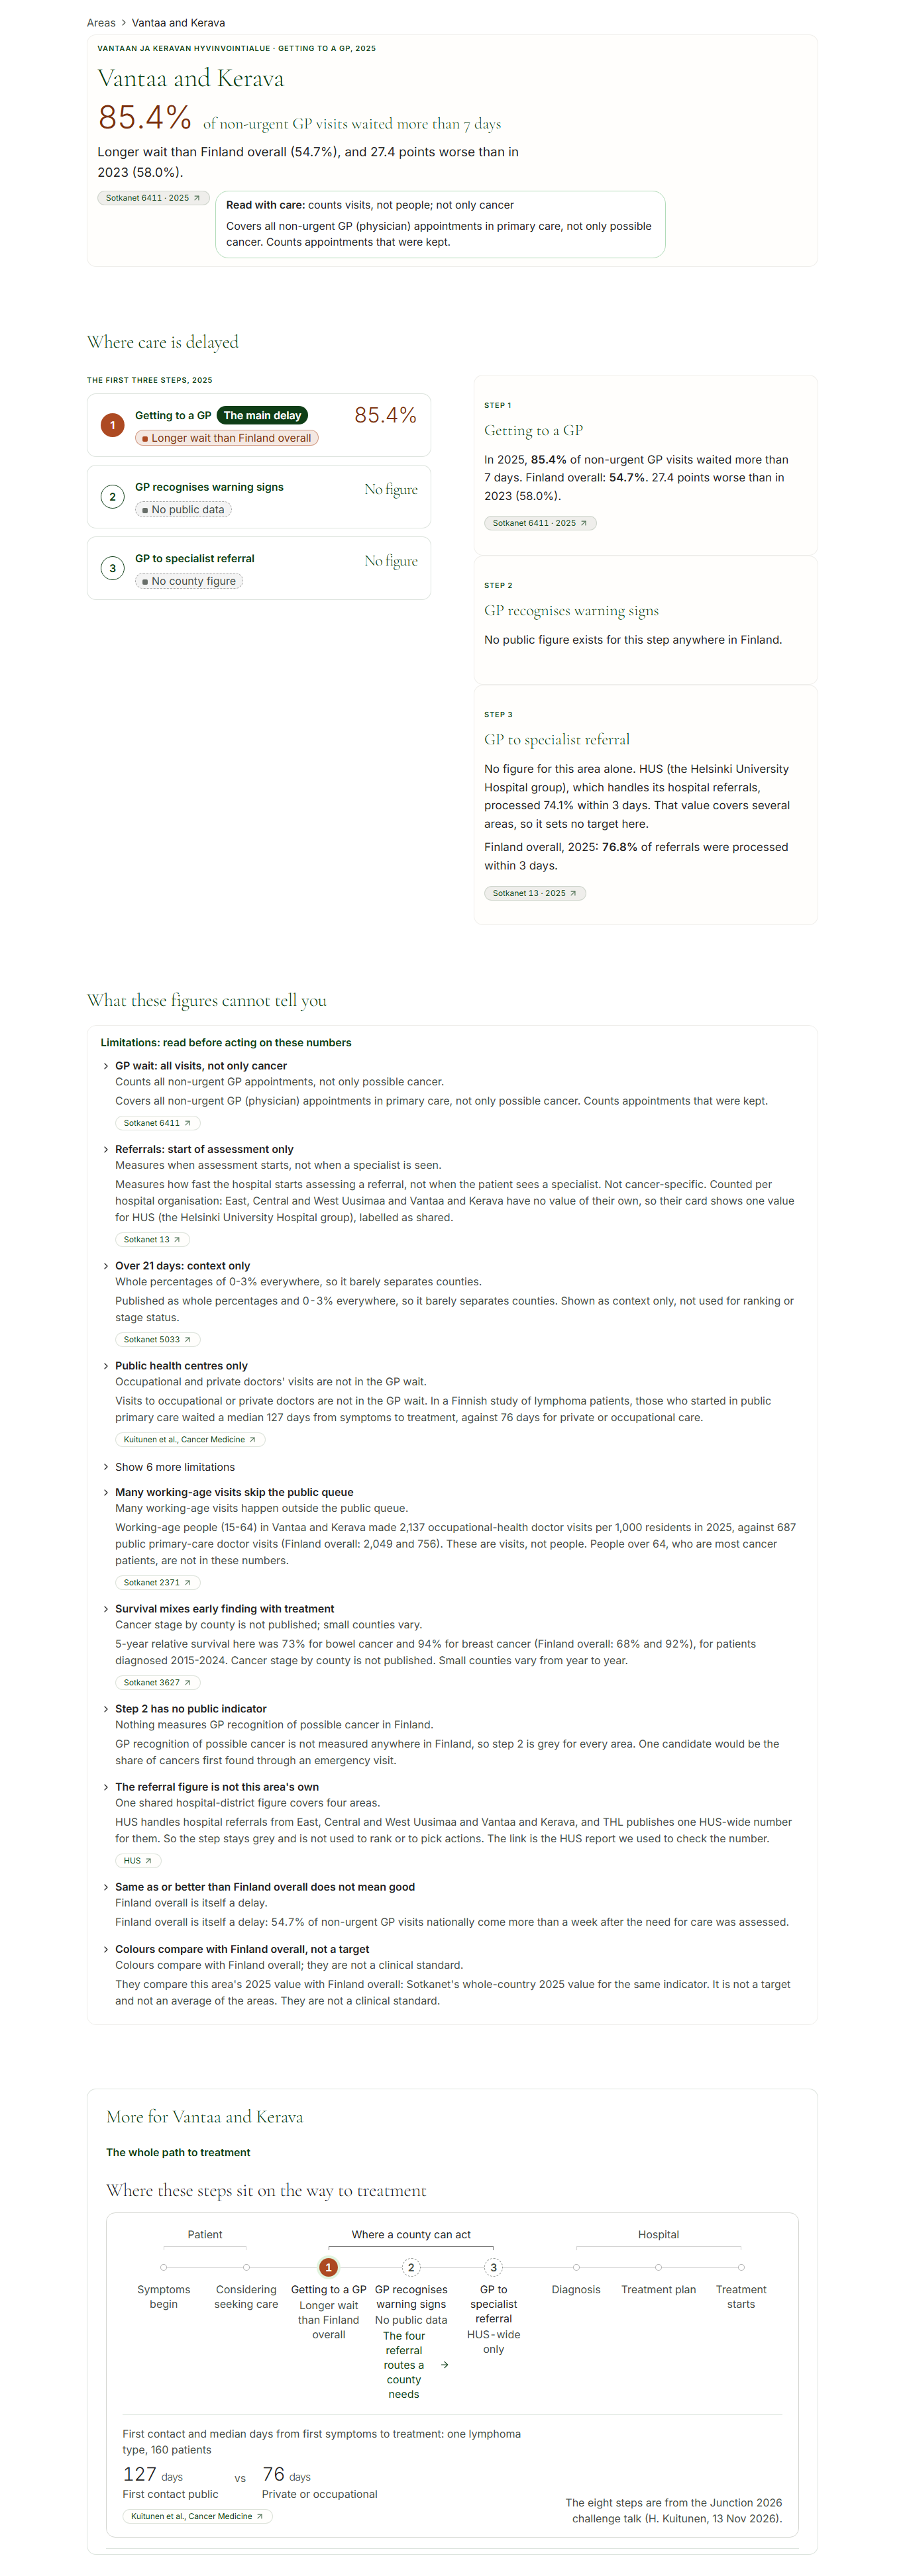 Areas > Vantaa and Kerava
VANTAAN JA KERAVAN HYVINVOINTIALUE · GETTING TO A GP, 2025
Vantaa and Kerava
85.4% of non-urgent GP visits waited more than 7 days
Longer wait than Finland overall (54.7%), and 27.4 points worse than in
2023 (58.0%).
Sotkanet 6411 · 2025 ↗
Read with care: counts visits, not people; not only cancer
Covers all non-urgent GP (physician) appointments in primary care, not only possible
cancer. Counts appointments that were kept.
Where care is delayed
THE FIRST THREE STEPS, 2025
1
Getting to a GP The main delay
85.4%
Longer wait than Finland overall
2
GP recognises warning signs
No figure
No public data
3
GP to specialist referral
No figure
No county figure
STEP 1
Getting to a GP
In 2025, 85.4% of non-urgent GP visits waited more than
7 days. Finland overall: 54.7%. 27.4 points worse than in
2023 (58.0%).
Sotkanet 6411 · 2025 ↗
STEP 2
GP recognises warning signs
No public figure exists for this step anywhere in Finland.
STEP 3
GP to specialist referral
No figure for this area alone. HUS (the Helsinki University
Hospital group), which handles its hospital referrals,
processed 74.1% within 3 days. That value covers several
areas, so it sets no target here.
Finland overall, 2025: 76.8% of referrals were processed
within 3 days.
Sotkanet 13 · 2025 ↗
What these figures cannot tell you
Limitations: read before acting on these numbers
GP wait: all visits, not only cancer
Counts all non-urgent GP appointments, not only possible cancer.
Covers all non-urgent GP (physician) appointments in primary care, not only possible cancer. Counts appointments that were kept.
Sotkanet 6411 ↗
Referrals: start of assessment only
Measures when assessment starts, not when a specialist is seen.
Measures how fast the hospital starts assessing a referral, not when the patient sees a specialist. Not cancer-specific. Counted per
hospital organisation: East, Central and West Uusimaa and Vantaa and Kerava have no value of their own, so their card shows one value
for HUS (the Helsinki University Hospital group), labelled as shared.
Sotkanet 13 ↗
Over 21 days: context only
Whole percentages of 0-3% everywhere, so it barely separates counties.
Published as whole percentages and 0-3% everywhere, so it barely separates counties. Shown as context only, not used for ranking or
stage status.
Sotkanet 5033 ↗
Public health centres only
Occupational and private doctors' visits are not in the GP wait.
Visits to occupational or private doctors are not in the GP wait. In a Finnish study of lymphoma patients, those who started in public
primary care waited a median 127 days from symptoms to treatment, against 76 days for private or occupational care.
Kuitunen et al., Cancer Medicine ↗
Show 6 more limitations
Many working-age visits skip the public queue
Many working-age visits happen outside the public queue.
Working-age people (15-64) in Vantaa and Kerava made 2,137 occupational-health doctor visits per 1,000 residents in 2025, against 687
public primary-care doctor visits (Finland overall: 2,049 and 756). These are visits, not people. People over 64, who are most cancer
patients, are not in these numbers.
Sotkanet 2371 ↗
Survival mixes early finding with treatment
Cancer stage by county is not published; small counties vary.
5-year relative survival here was 73% for bowel cancer and 94% for breast cancer (Finland overall: 68% and 92%), for patients
diagnosed 2015-2024. Cancer stage by county is not published. Small counties vary from year to year.
Sotkanet 3627 ↗
Step 2 has no public indicator
Nothing measures GP recognition of possible cancer in Finland.
GP recognition of possible cancer is not measured anywhere in Finland, so step 2 is grey for every area. One candidate would be the
share of cancers first found through an emergency visit.
The referral figure is not this area's own
One shared hospital-district figure covers four areas.
HUS handles hospital referrals from East, Central and West Uusimaa and Vantaa and Kerava, and THL publishes one HUS-wide number
for them. So the step stays grey and is not used to rank or to pick actions. The link is the HUS report we used to check the number.
HUS ↗
Same as or better than Finland overall does not mean good
Finland overall is itself a delay.
Finland overall is itself a delay: 54.7% of non-urgent GP visits nationally come more than a week after the need for care was assessed.
Colours compare with Finland overall, not a target
Colours compare with Finland overall; they are not a clinical standard.
They compare this area's 2025 value with Finland overall: Sotkanet's whole-country 2025 value for the same indicator. It is not a target
and not an average of the areas. They are not a clinical standard.
More for Vantaa and Kerava
The whole path to treatment
Where these steps sit on the way to treatment
Patient
Where a county can act
Hospital
1
2
3
Symptoms
begin
Considering
seeking care
Getting to a GP
Longer wait
than Finland
overall
GP recognises
warning signs
No public data
The four
referral
routes a →
county
needs
GP to
specialist
referral
HUS-wide
only
Diagnosis
Treatment plan
Treatment
starts
First contact and median days from first symptoms to treatment: one lymphoma
type, 160 patients
127 days vs 76 days
First contact public
Private or occupational
Kuitunen et al., Cancer Medicine ↗
The eight steps are from the Junction 2026
challenge talk (H. Kuitunen, 13 Nov 2026).